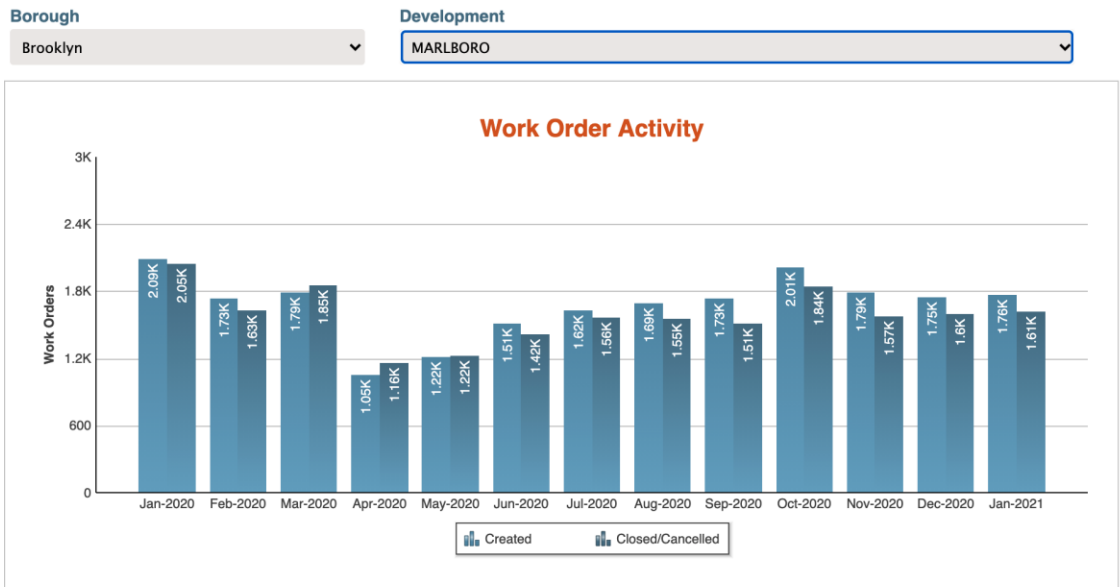 Borough Development
Brooklyn MARLBORO
Work Order Activity
3K
2.4K
1.8K
1.2K
600
0
Work Orders
2.09K 2.05K 1.73K 1.63K 1.79K 1.85K 1.05K 1.16K 1.22K 1.22K 1.51K 1.42K 1.62K 1.56K 1.69K 1.55K 1.73K 1.51K 2.01K 1.84K 1.79K 1.57K 1.75K 1.6K 1.76K 1.61K
Jan-2020 Feb-2020 Mar-2020 Apr-2020 May-2020 Jun-2020 Jul-2020 Aug-2020 Sep-2020 Oct-2020 Nov-2020 Dec-2020 Jan-2021
Created Closed/Cancelled